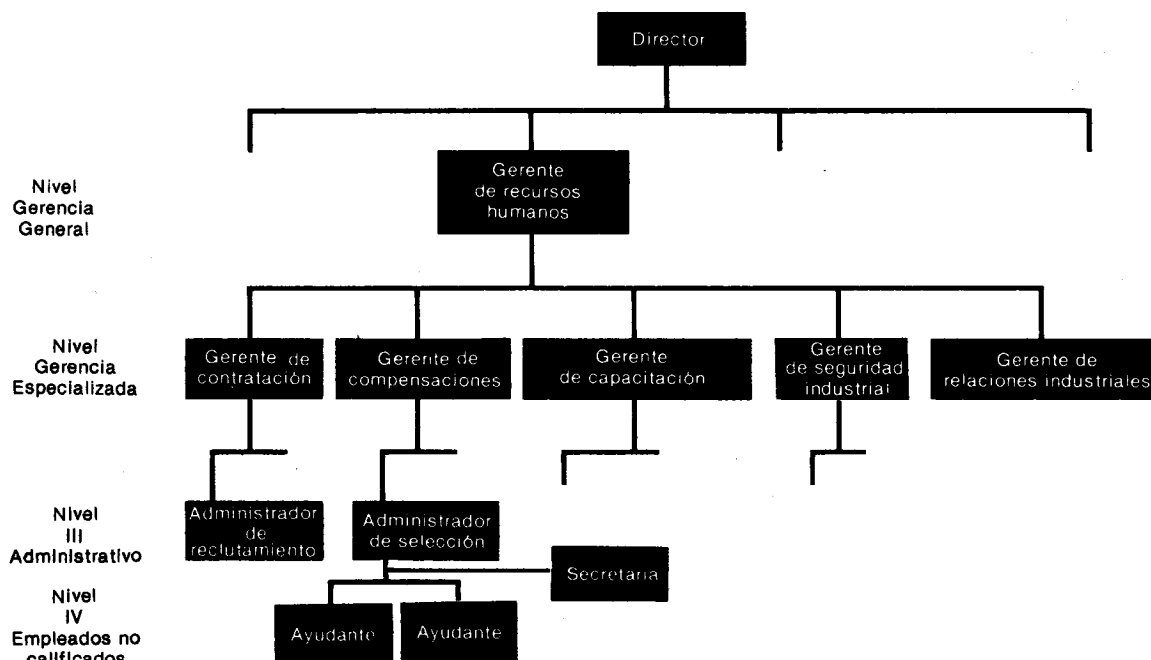 Director
Nivel
Gerencia
General
Gerente
de recursos
humanos
Nivel
Gerencia
Especializada
Gerente de
contratación
Gerente de
compensaciones
Gerente
de capacitación
Gerente
de seguridad
industrial
Gerente de
relaciones industriales
Nivel
III
Administrativo
Administrador
de
reclutamiento
Administrador
de selección
Secretaria
Nivel
IV
Empleados no
calificados
Ayudante
Ayudante